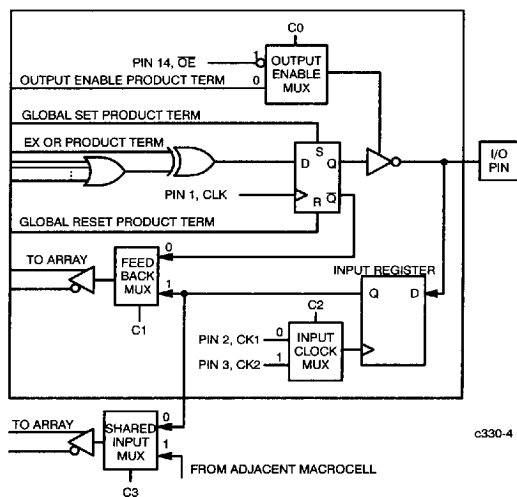 C0
PIN 14, OE
1
OUTPUT ENABLE MUX
OUTPUT ENABLE PRODUCT TERM
0
GLOBAL SET PRODUCT TERM
EX OR PRODUCT TERM
S
D
Q
I/O PIN
PIN 1, CLK
R
Q
GLOBAL RESET PRODUCT TERM
0
TO ARRAY
FEED BACK MUX
1
C1
INPUT REGISTER
Q
D
C2
PIN 2, CK1
0
INPUT CLOCK MUX
PIN 3, CK2
1
TO ARRAY
SHARED INPUT MUX
0
1
C3
FROM ADJACENT MACROCELL
c330-4